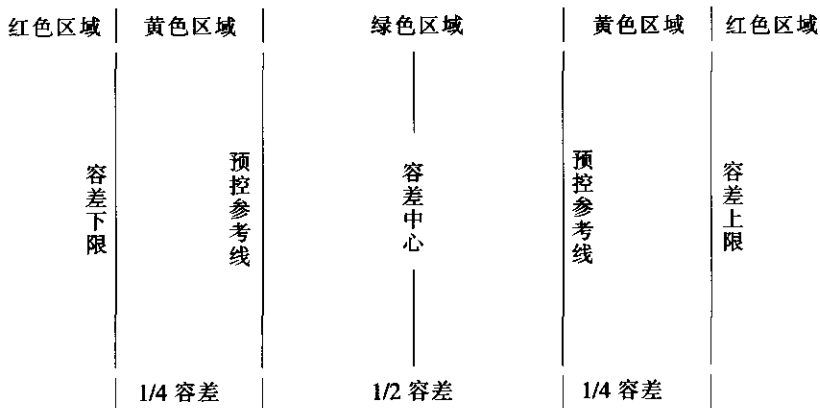 红色区域 黄色区域 绿色区域 黄色区域 红色区域
容差下限
预控参考线
容差中心
预控参考线
容差上限
1/4 容差 1/2 容差 1/4 容差